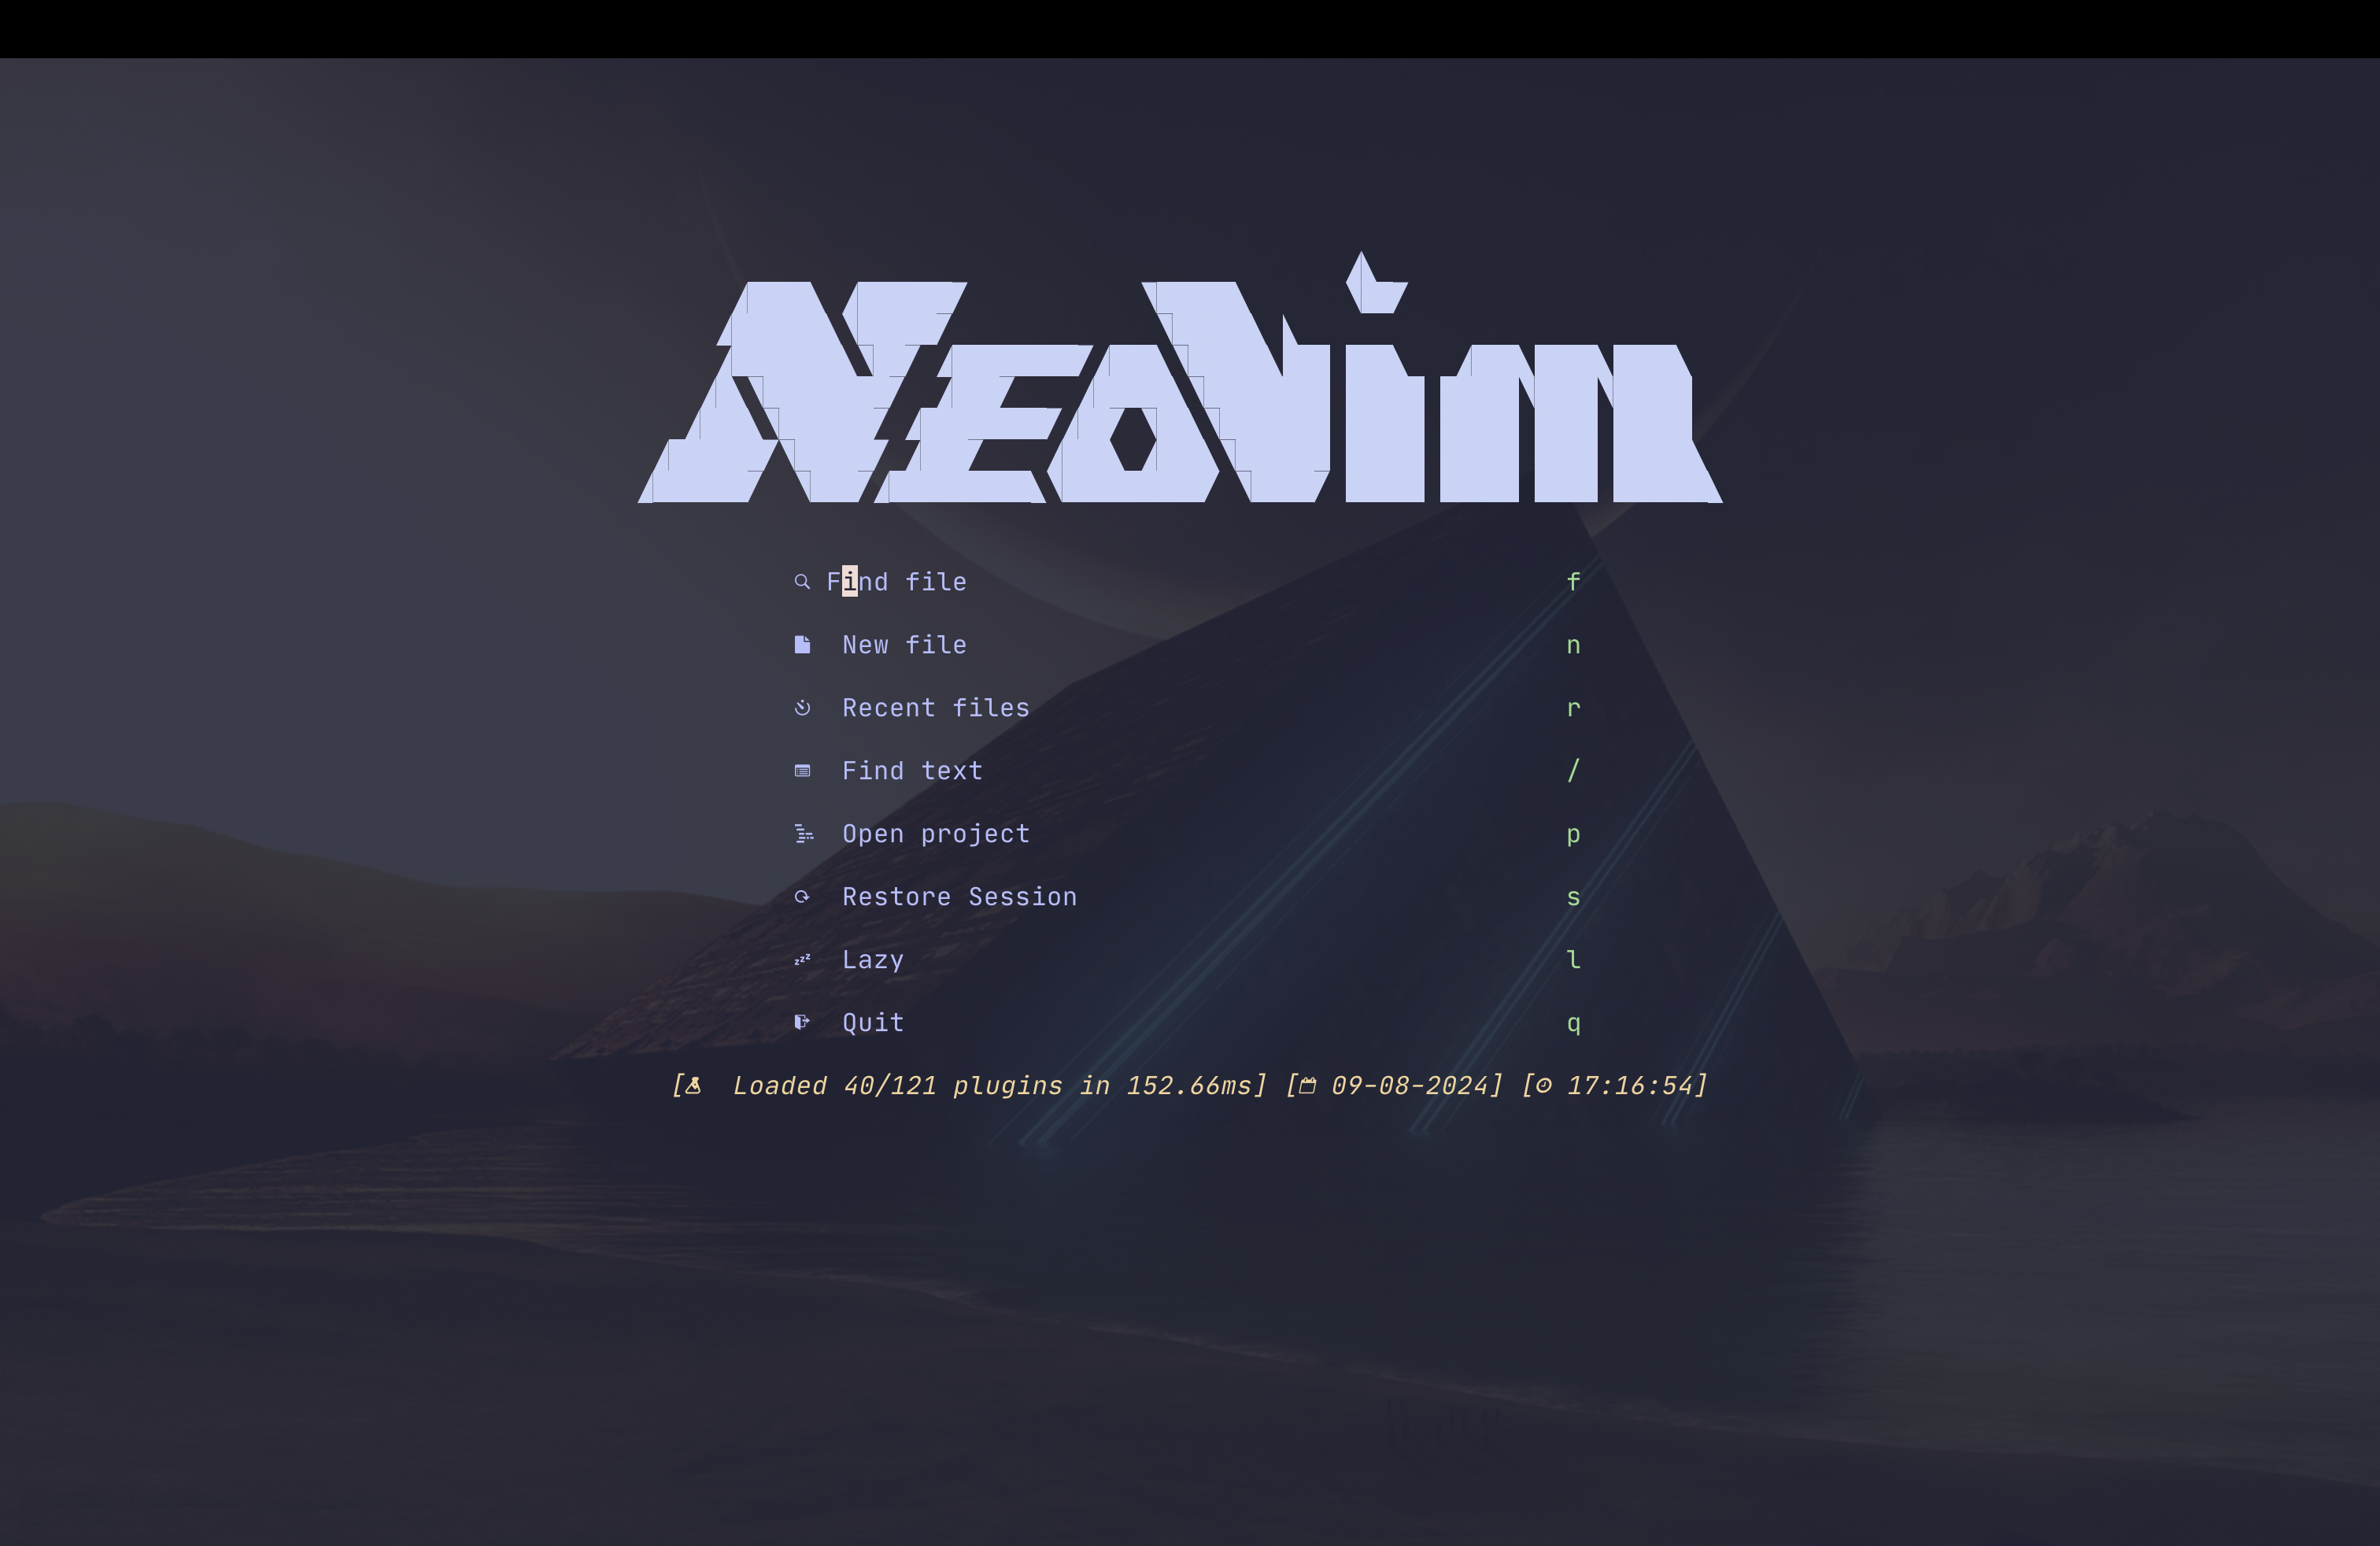 Neovim
Find file f
New file n
Recent files r
Find text /
Open project p
Restore Session s
zzz Lazy l
Quit q
[ Loaded 40/121 plugins in 152.66ms] [ 09-08-2024] [ 17:16:54]